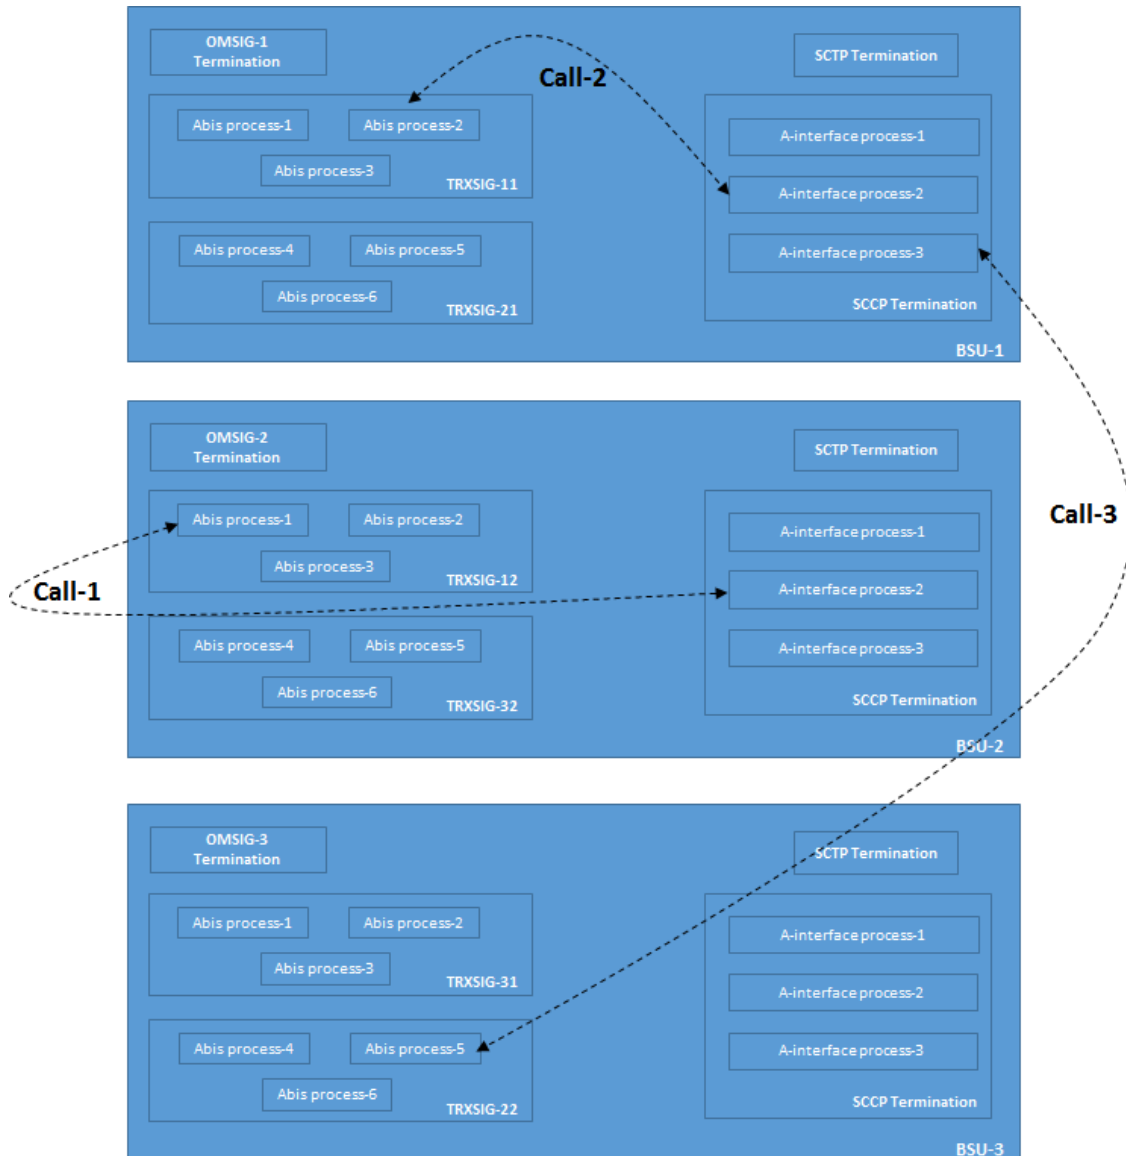 OMSIG-1
Termination
SCTP Termination
Call-2
Abis process-1
Abis process-2
Abis process-3
TRXSIG-11
A-interface process-1
A-interface process-2
A-interface process-3
SCCP Termination
Abis process-4
Abis process-5
Abis process-6
TRXSIG-21
BSU-1
OMSIG-2
Termination
SCTP Termination
Abis process-1
Abis process-2
Abis process-3
TRXSIG-12
A-interface process-1
A-interface process-2
A-interface process-3
SCCP Termination
Call-3
Call-1
Abis process-4
Abis process-5
Abis process-6
TRXSIG-32
BSU-2
OMSIG-3
Termination
SCTP Termination
Abis process-1
Abis process-2
Abis process-3
TRXSIG-31
A-interface process-1
A-interface process-2
A-interface process-3
SCCP Termination
Abis process-4
Abis process-5
Abis process-6
TRXSIG-22
BSU-3